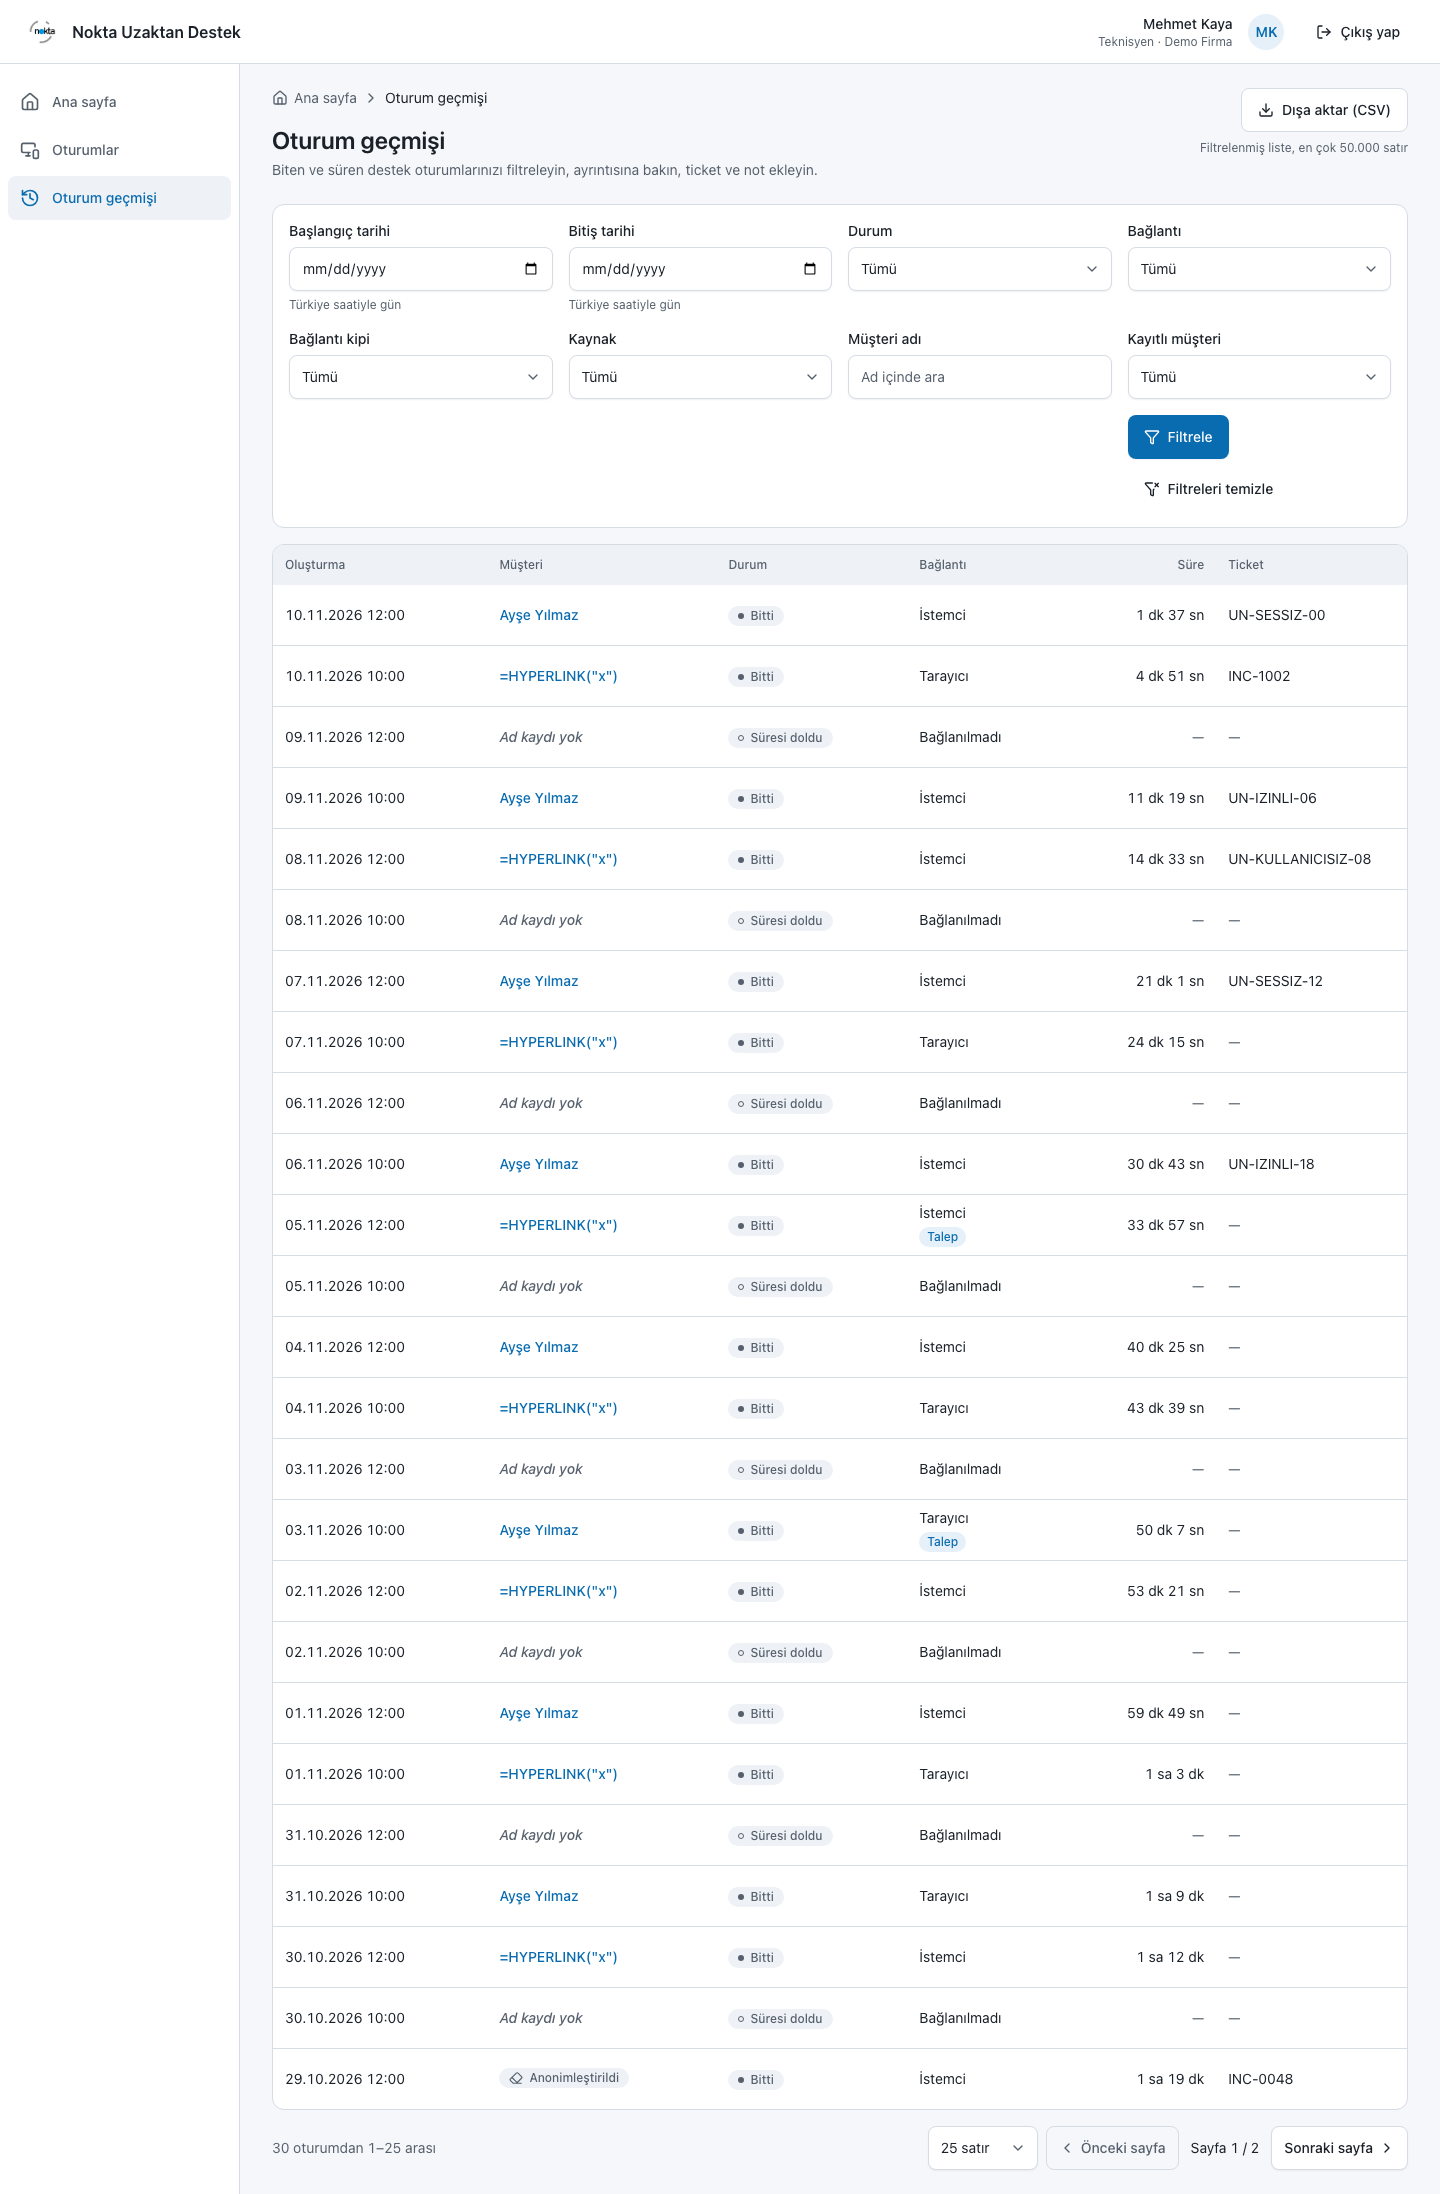 nokta Nokta Uzaktan Destek
Mehmet Kaya
Teknisyen · Demo Firma
MK
Çıkış yap
Ana sayfa
Oturumlar
Oturum geçmişi
Ana sayfa > Oturum geçmişi
Dışa aktar (CSV)
Filtrelenmiş liste, en çok 50.000 satır
Oturum geçmişi
Biten ve süren destek oturumlarınızı filtreleyin, ayrıntısına bakın, ticket ve not ekleyin.
Başlangıç tarihi Bitiş tarihi Durum Bağlantı
mm/dd/yyyy mm/dd/yyyy Tümü Tümü
Türkiye saatiyle gün Türkiye saatiyle gün
Bağlantı kipi Kaynak Müşteri adı Kayıtlı müşteri
Tümü Tümü Ad içinde ara Tümü
Filtrele
Filtreleri temizle
Oluşturma Müşteri Durum Bağlantı Süre Ticket
10.11.2026 12:00 Ayşe Yılmaz Bitti İstemci 1 dk 37 sn UN-SESSIZ-00
10.11.2026 10:00 =HYPERLINK("x") Bitti Tarayıcı 4 dk 51 sn INC-1002
09.11.2026 12:00 Ad kaydı yok Süresi doldu Bağlanılmadı — —
09.11.2026 10:00 Ayşe Yılmaz Bitti İstemci 11 dk 19 sn UN-IZINLI-06
08.11.2026 12:00 =HYPERLINK("x") Bitti İstemci 14 dk 33 sn UN-KULLANICISIZ-08
08.11.2026 10:00 Ad kaydı yok Süresi doldu Bağlanılmadı — —
07.11.2026 12:00 Ayşe Yılmaz Bitti İstemci 21 dk 1 sn UN-SESSIZ-12
07.11.2026 10:00 =HYPERLINK("x") Bitti Tarayıcı 24 dk 15 sn —
06.11.2026 12:00 Ad kaydı yok Süresi doldu Bağlanılmadı — —
06.11.2026 10:00 Ayşe Yılmaz Bitti İstemci 30 dk 43 sn UN-IZINLI-18
05.11.2026 12:00 =HYPERLINK("x") Bitti İstemci Talep 33 dk 57 sn —
05.11.2026 10:00 Ad kaydı yok Süresi doldu Bağlanılmadı — —
04.11.2026 12:00 Ayşe Yılmaz Bitti İstemci 40 dk 25 sn —
04.11.2026 10:00 =HYPERLINK("x") Bitti Tarayıcı 43 dk 39 sn —
03.11.2026 12:00 Ad kaydı yok Süresi doldu Bağlanılmadı — —
03.11.2026 10:00 Ayşe Yılmaz Bitti Tarayıcı Talep 50 dk 7 sn —
02.11.2026 12:00 =HYPERLINK("x") Bitti İstemci 53 dk 21 sn —
02.11.2026 10:00 Ad kaydı yok Süresi doldu Bağlanılmadı — —
01.11.2026 12:00 Ayşe Yılmaz Bitti İstemci 59 dk 49 sn —
01.11.2026 10:00 =HYPERLINK("x") Bitti Tarayıcı 1 sa 3 dk —
31.10.2026 12:00 Ad kaydı yok Süresi doldu Bağlanılmadı — —
31.10.2026 10:00 Ayşe Yılmaz Bitti Tarayıcı 1 sa 9 dk —
30.10.2026 12:00 =HYPERLINK("x") Bitti İstemci 1 sa 12 dk —
30.10.2026 10:00 Ad kaydı yok Süresi doldu Bağlanılmadı — —
29.10.2026 12:00 Anonimleştirildi Bitti İstemci 1 sa 19 dk INC-0048
30 oturumdan 1–25 arası 25 satır Önceki sayfa Sayfa 1 / 2 Sonraki sayfa